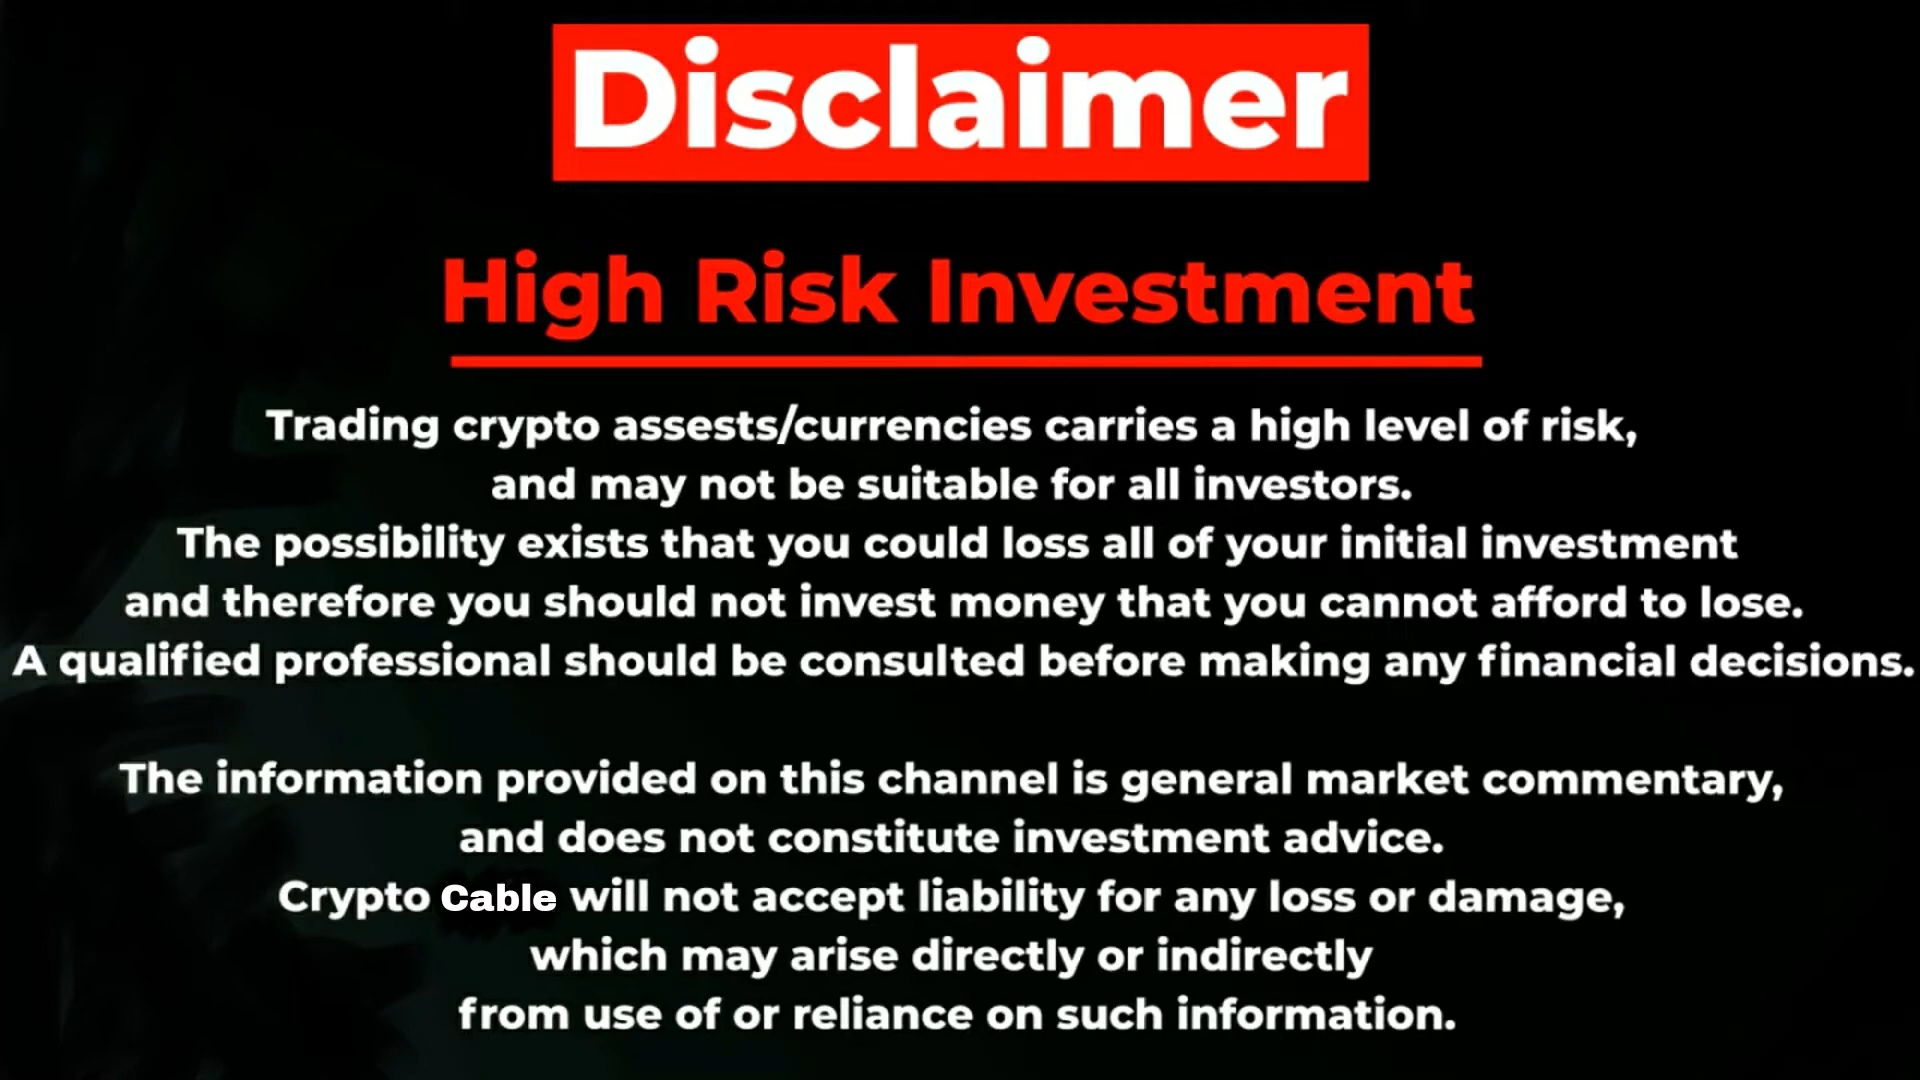 Disclaimer
High Risk Investment
Trading crypto assests/currencies carries a high level of risk,
and may not be suitable for all investors.
The possibility exists that you could loss all of your initial investment
and therefore you should not invest money that you cannot afford to lose.
A qualified professional should be consulted before making any financial decisions.
The information provided on this channel is general market commentary,
and does not constitute investment advice.
Crypto Cable will not accept liability for any loss or damage,
which may arise directly or indirectly
from use of or reliance on such information.